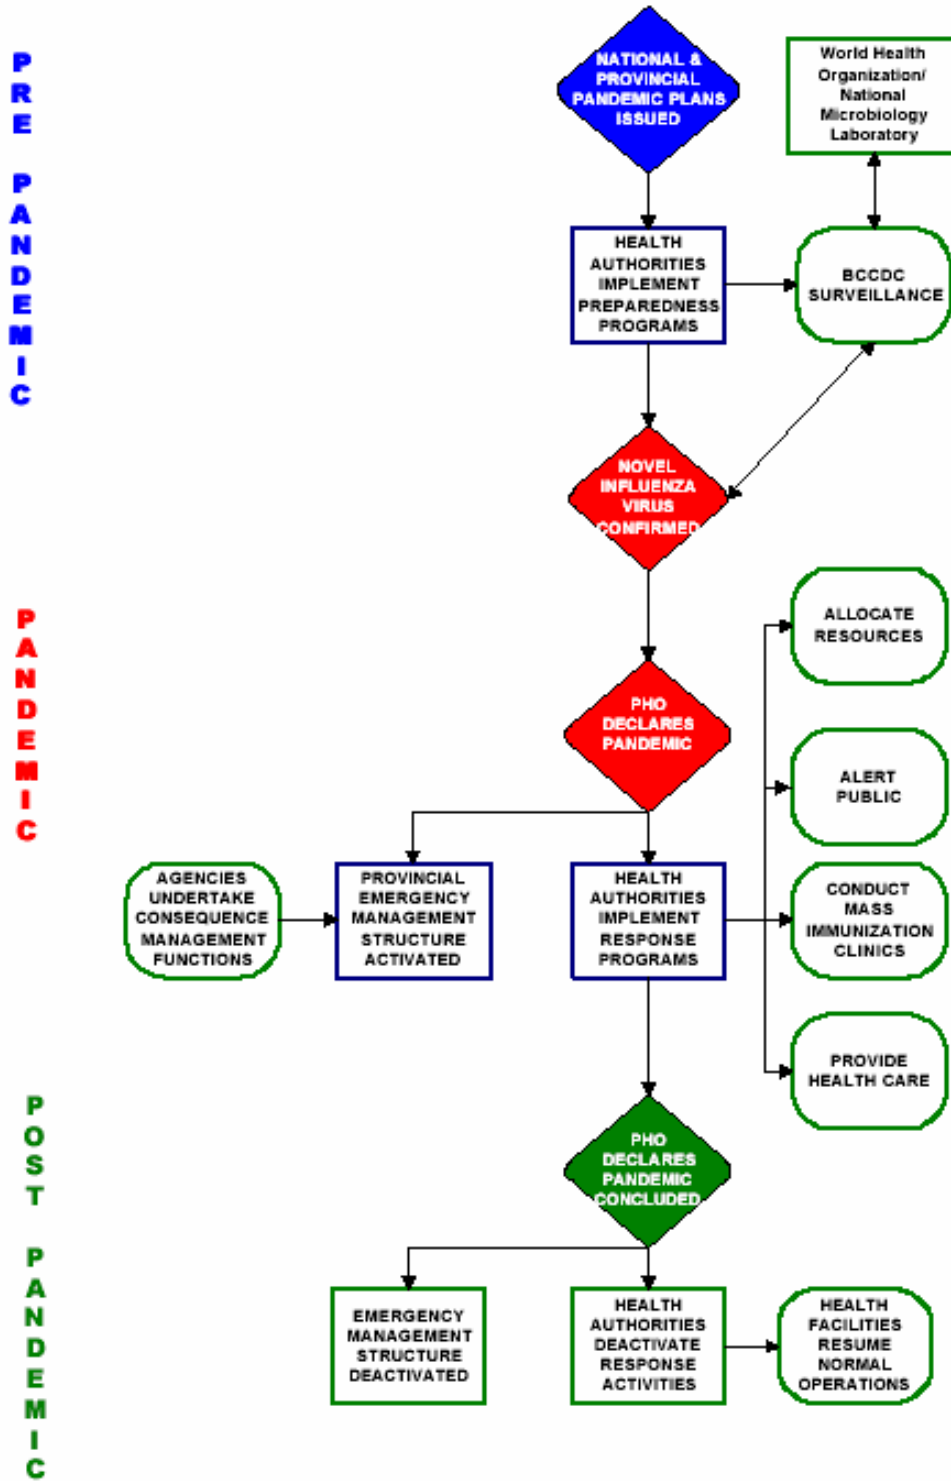 PRE PANDEMIC
NATIONAL &
PROVINCIAL
PANDEMIC PLANS
ISSUED
World Health
Organization/
National
Microbiology
Laboratory
HEALTH
AUTHORITIES
IMPLEMENT
PREPAREDNESS
PROGRAMS
BCCDC
SURVEILLANCE
NOVEL
INFLUENZA
VIRUS
CONFIRMED
PANDEMIC
PHO
DECLARES
PANDEMIC
ALLOCATE
RESOURCES
ALERT
PUBLIC
AGENCIES
UNDERTAKE
CONSEQUENCE
MANAGEMENT
FUNCTIONS
PROVINCIAL
EMERGENCY
MANAGEMENT
STRUCTURE
ACTIVATED
HEALTH
AUTHORITIES
IMPLEMENT
RESPONSE
PROGRAMS
CONDUCT
MASS
IMMUNIZATION
CLINICS
PROVIDE
HEALTH CARE
POST PANDEMIC
PHO
DECLARES
PANDEMIC
CONCLUDED
EMERGENCY
MANAGEMENT
STRUCTURE
DEACTIVATED
HEALTH
AUTHORITIES
DEACTIVATE
RESPONSE
ACTIVITIES
HEALTH
FACILITIES
RESUME
NORMAL
OPERATIONS